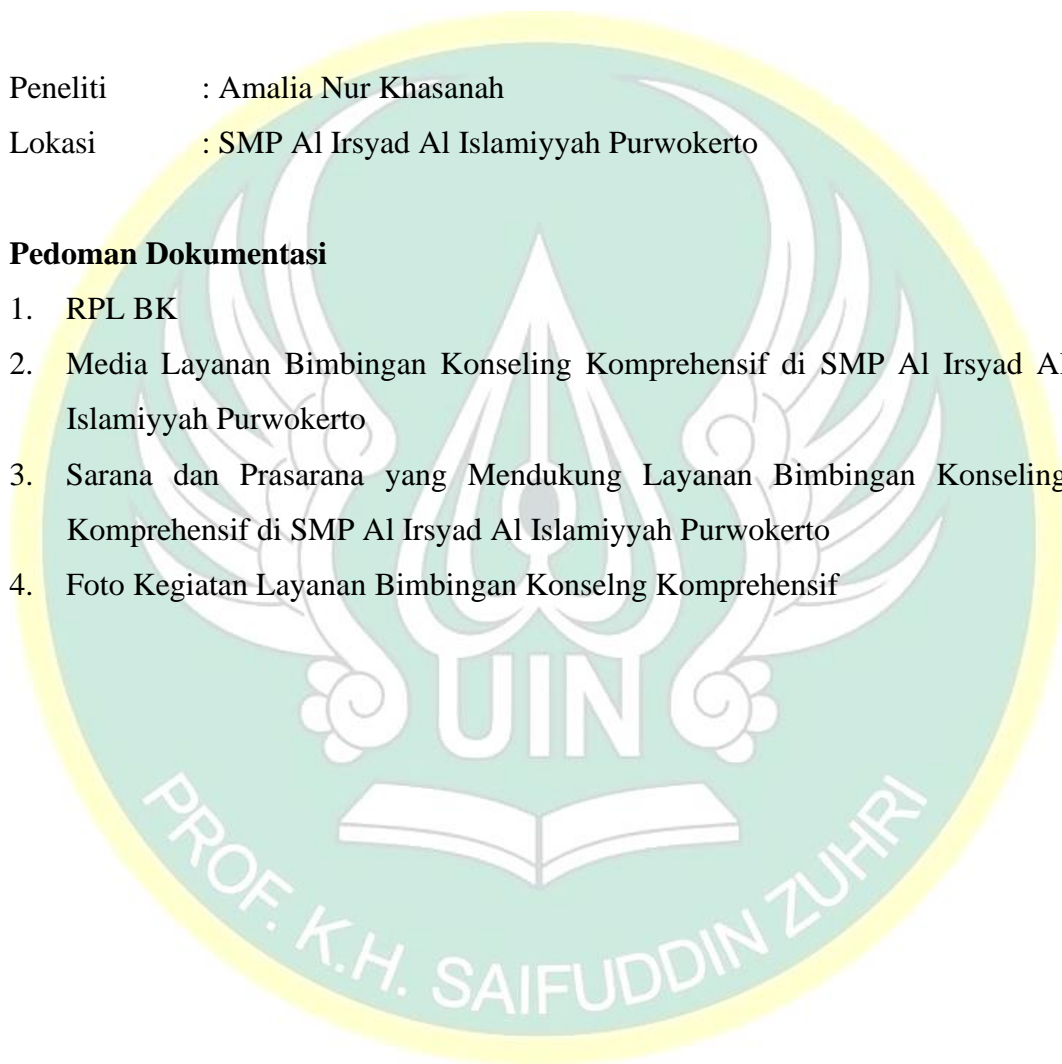 Peneliti : Amalia Nur Khasanah
Lokasi : SMP Al Irsyad Al Islamiyyah Purwokerto
Pedoman Dokumentasi
1. RPL BK
2. Media Layanan Bimbingan Konseling Komprehensif di SMP Al Irsyad Al
Islamiyyah Purwokerto
3. Sarana dan Prasarana yang Mendukung Layanan Bimbingan Konseling
Komprehensif di SMP Al Irsyad Al Islamiyyah Purwokerto
4. Foto Kegiatan Layanan Bimbingan Konselng Komprehensif
UIN
PROF. K.H. SAIFUDDIN ZUHRI